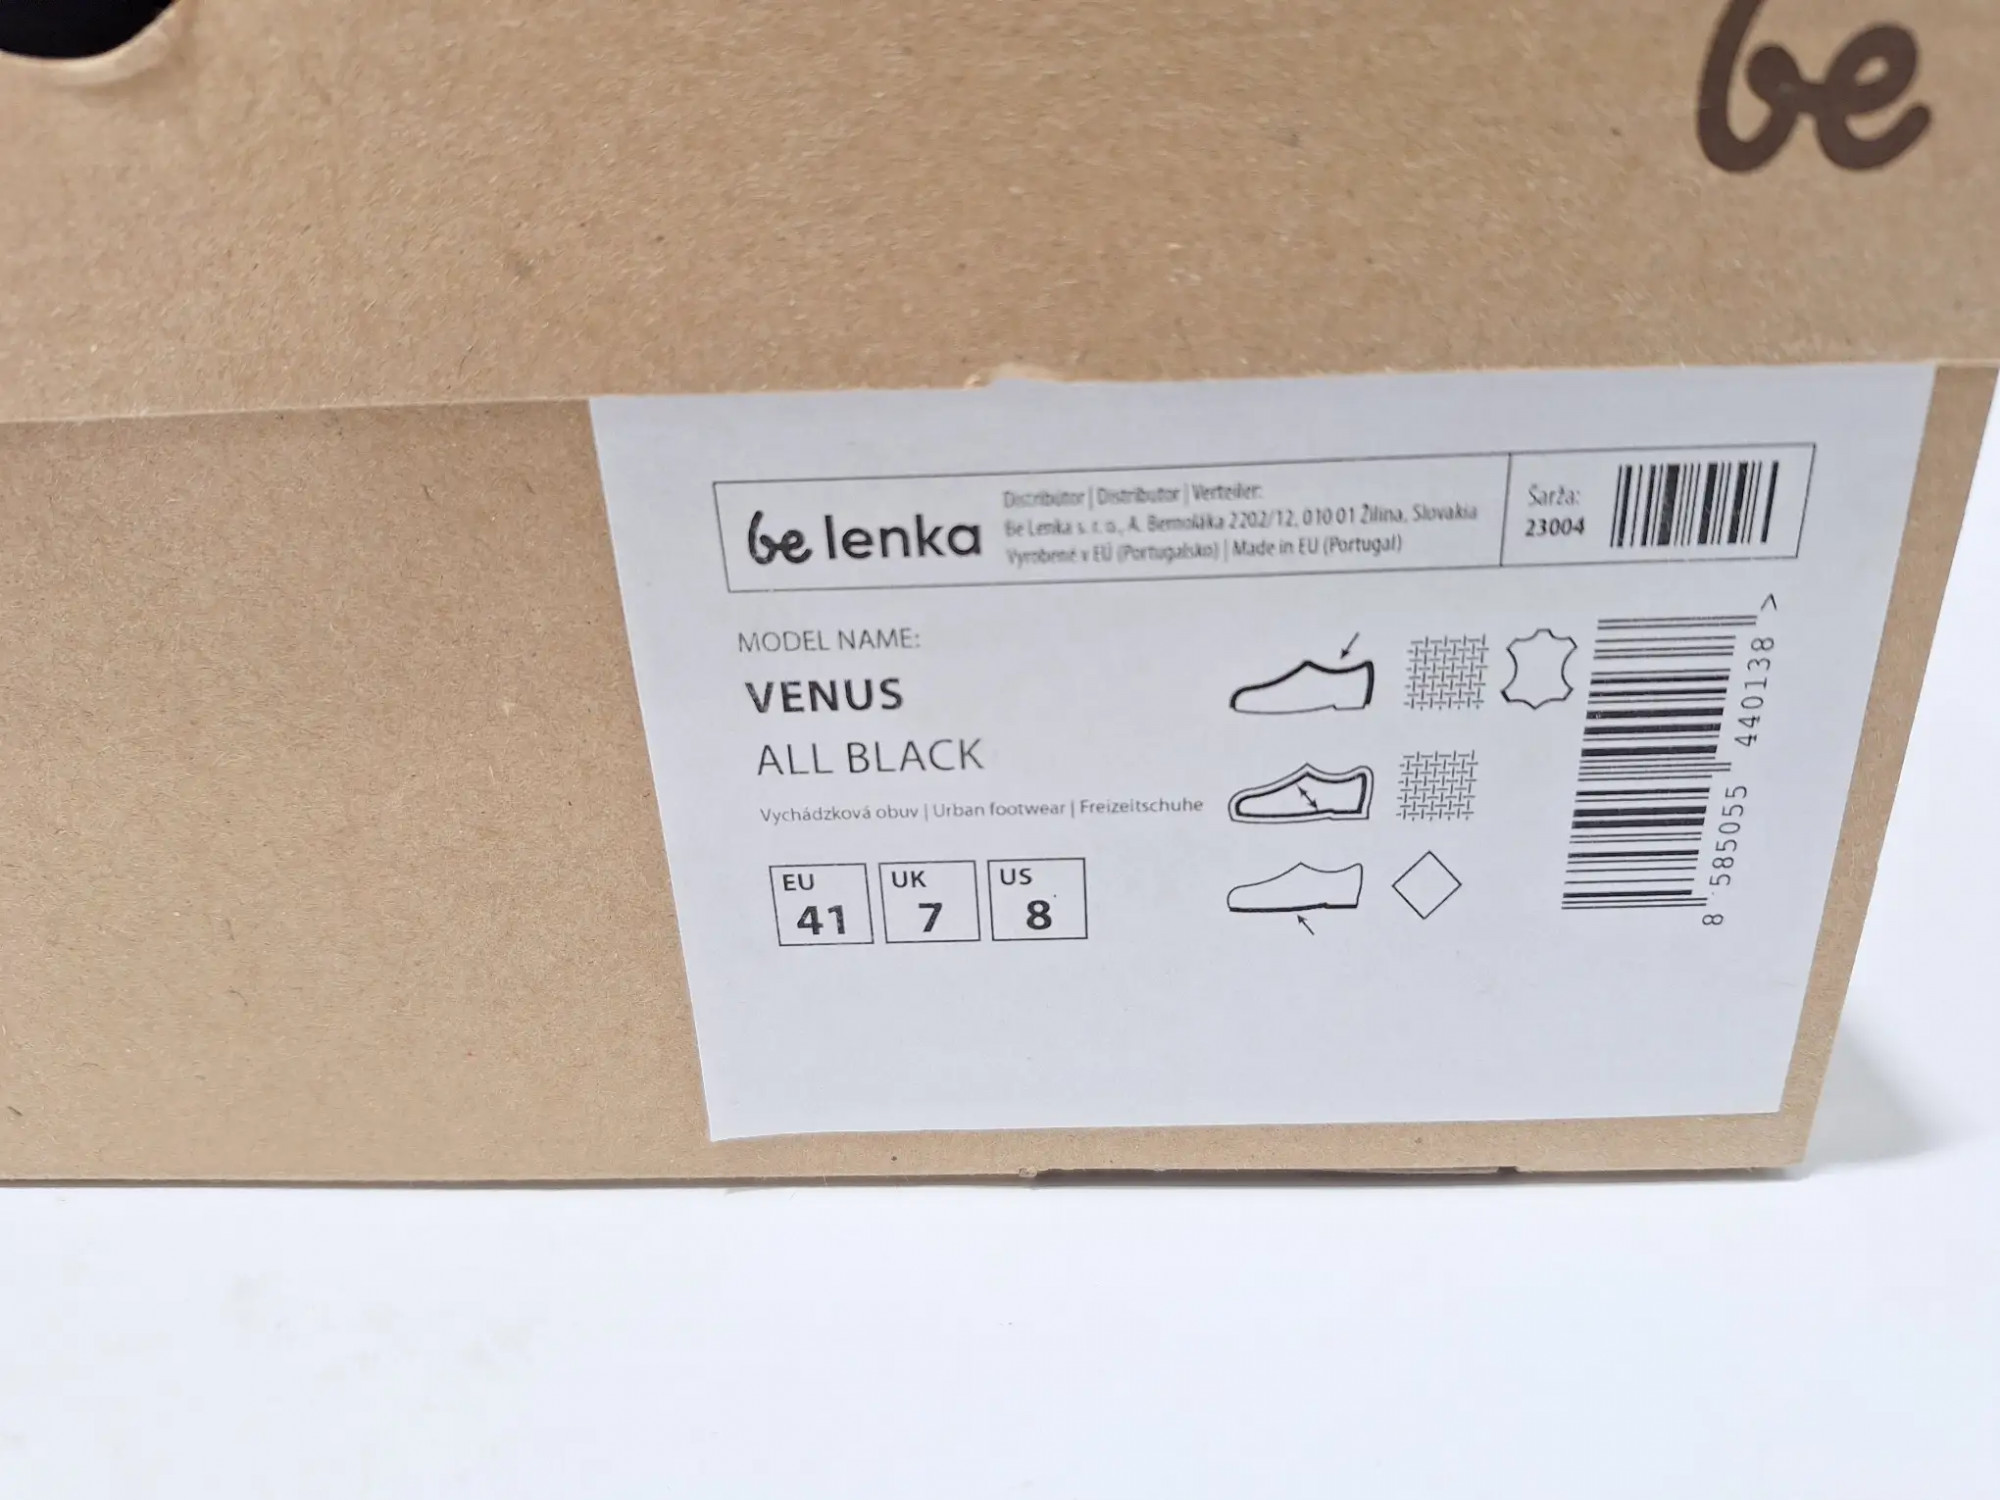 be
be lenka
Distribútor | Distributor | Verteiler:
Be Lenka s. r. o., A. Bernoláka 2202/12, 010 01 Žilina, Slovakia
Vyrobené v EÚ (Portugalsko) | Made in EU (Portugal)
Šarža:
23004
MODEL NAME:
VENUS
ALL BLACK
Vychádzková obuv | Urban footwear | Freizeitschuhe
EU
41
UK
7
US
8
8 585055 440138 >